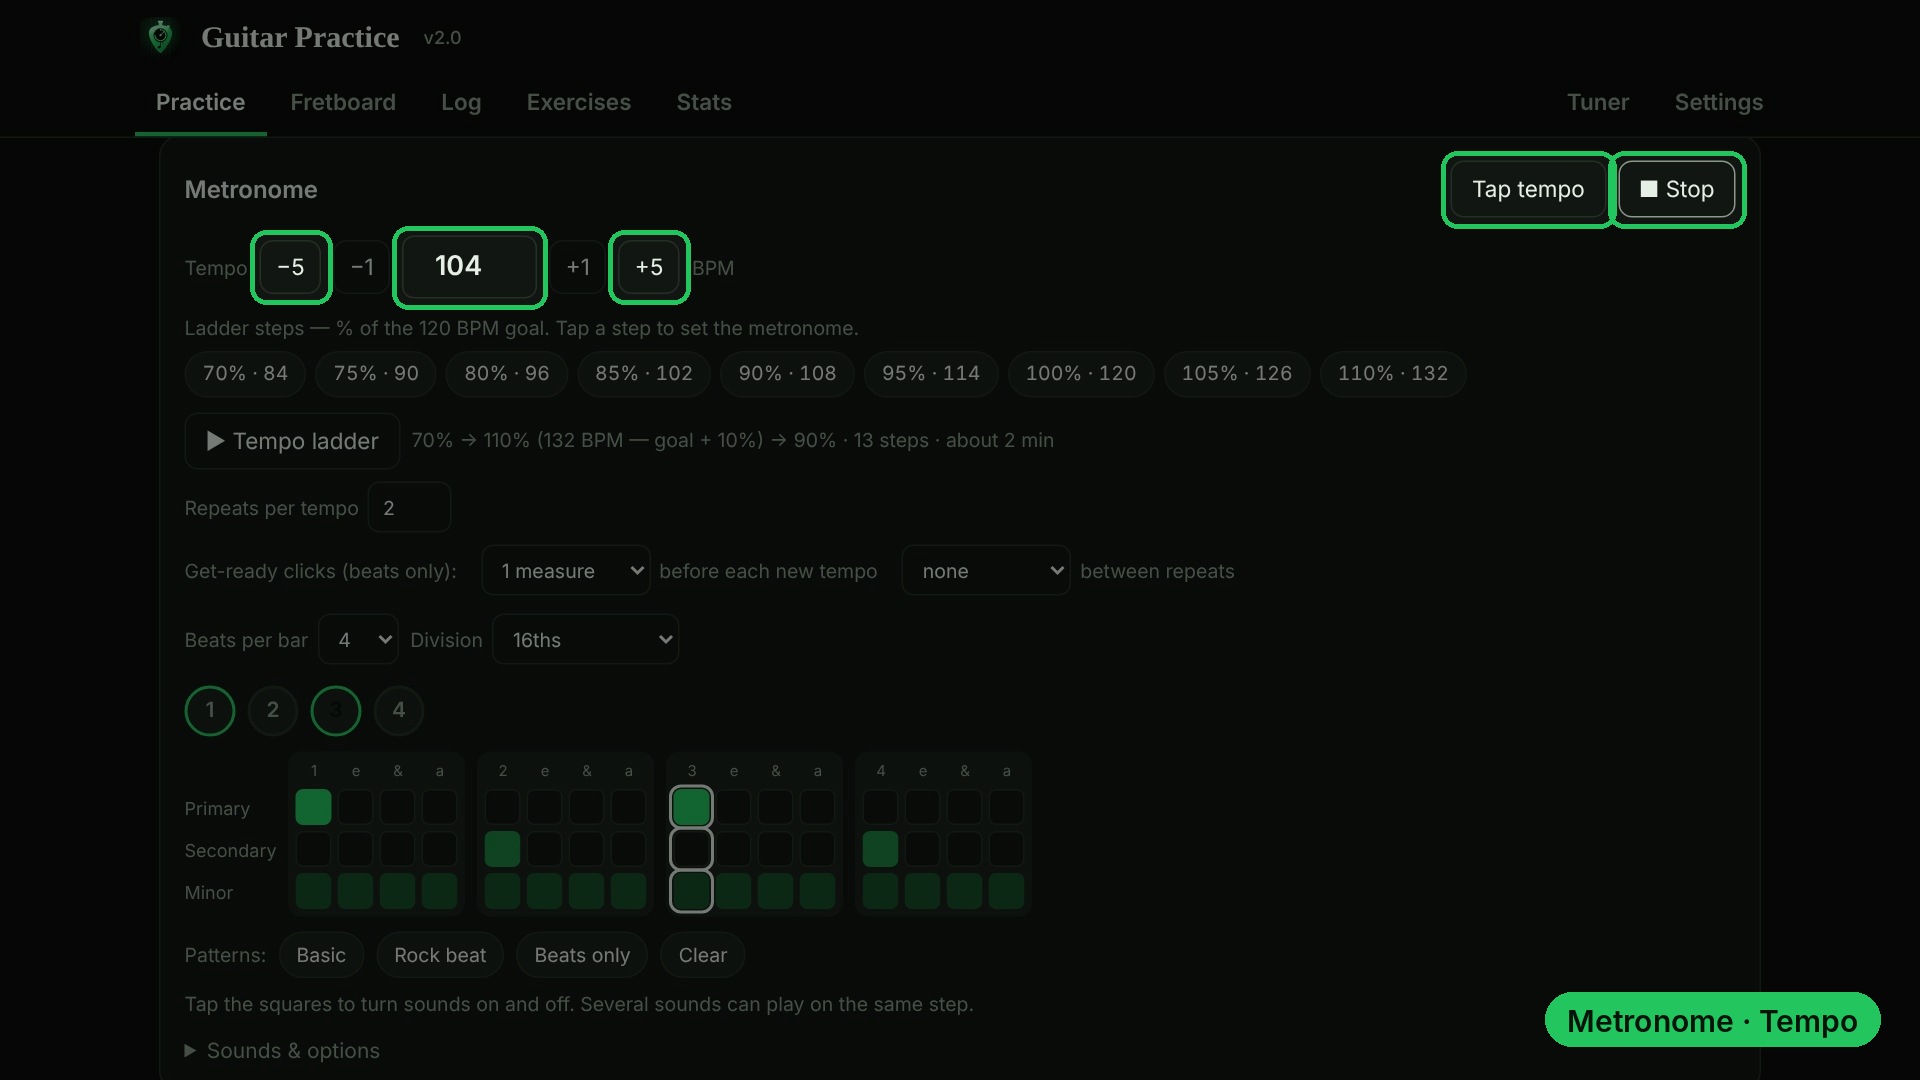 Guitar Practice v2.0
Practice Fretboard Log Exercises Stats Tuner Settings
Metronome Tap tempo Stop
Tempo −5 −1 104 +1 +5 BPM
Ladder steps — % of the 120 BPM goal. Tap a step to set the metronome.
70% · 84 75% · 90 80% · 96 85% · 102 90% · 108 95% · 114 100% · 120 105% · 126 110% · 132
▶ Tempo ladder 70% → 110% (132 BPM — goal + 10%) → 90% · 13 steps · about 2 min
Repeats per tempo 2
Get-ready clicks (beats only): 1 measure before each new tempo none between repeats
Beats per bar 4 Division 16ths
1 2 3 4
1 e & a 2 e & a 3 e & a 4 e & a
Primary
Secondary
Minor
Patterns: Basic Rock beat Beats only Clear
Tap the squares to turn sounds on and off. Several sounds can play on the same step.
Metronome · Tempo
▶ Sounds & options